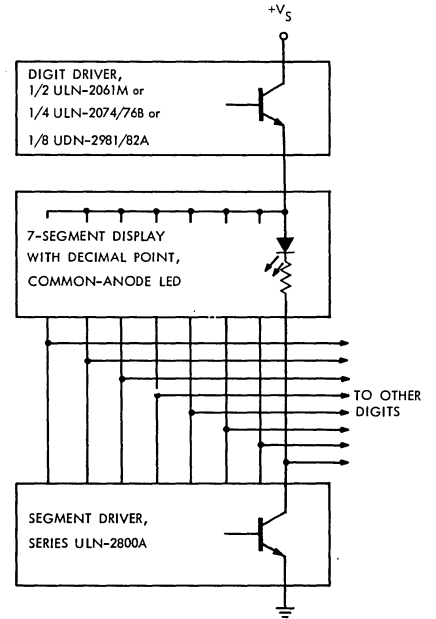 +VS
DIGIT DRIVER,
1/2 ULN-2061M or
1/4 ULN-2074/76B or
1/8 UDN-2981/82A
7-SEGMENT DISPLAY
WITH DECIMAL POINT,
COMMON-ANODE LED
TO OTHER
DIGITS
SEGMENT DRIVER,
SERIES ULN-2800A